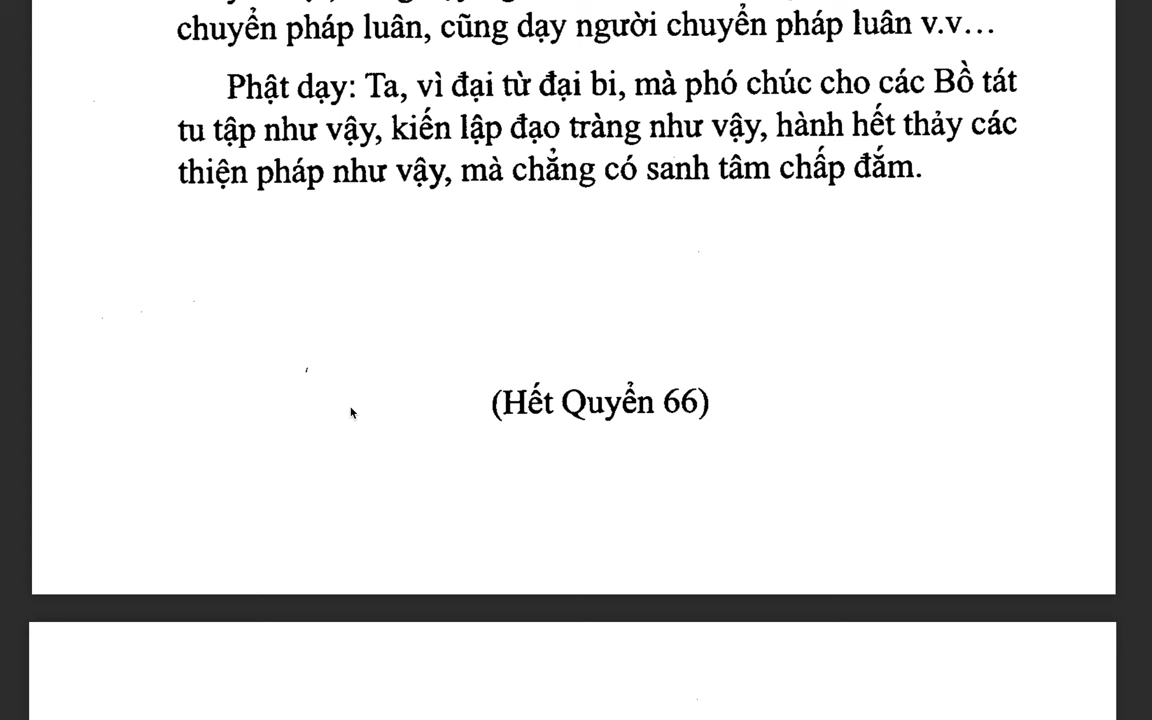 chuyển pháp luân, cũng dạy người chuyển pháp luân v.v…
Phật dạy: Ta, vì đại từ đại bi, mà phó chúc cho các Bồ tát
tu tập như vậy, kiến lập đạo tràng như vậy, hành hết thảy các
thiện pháp như vậy, mà chẳng có sanh tâm chấp đắm.
(Hết Quyển 66)